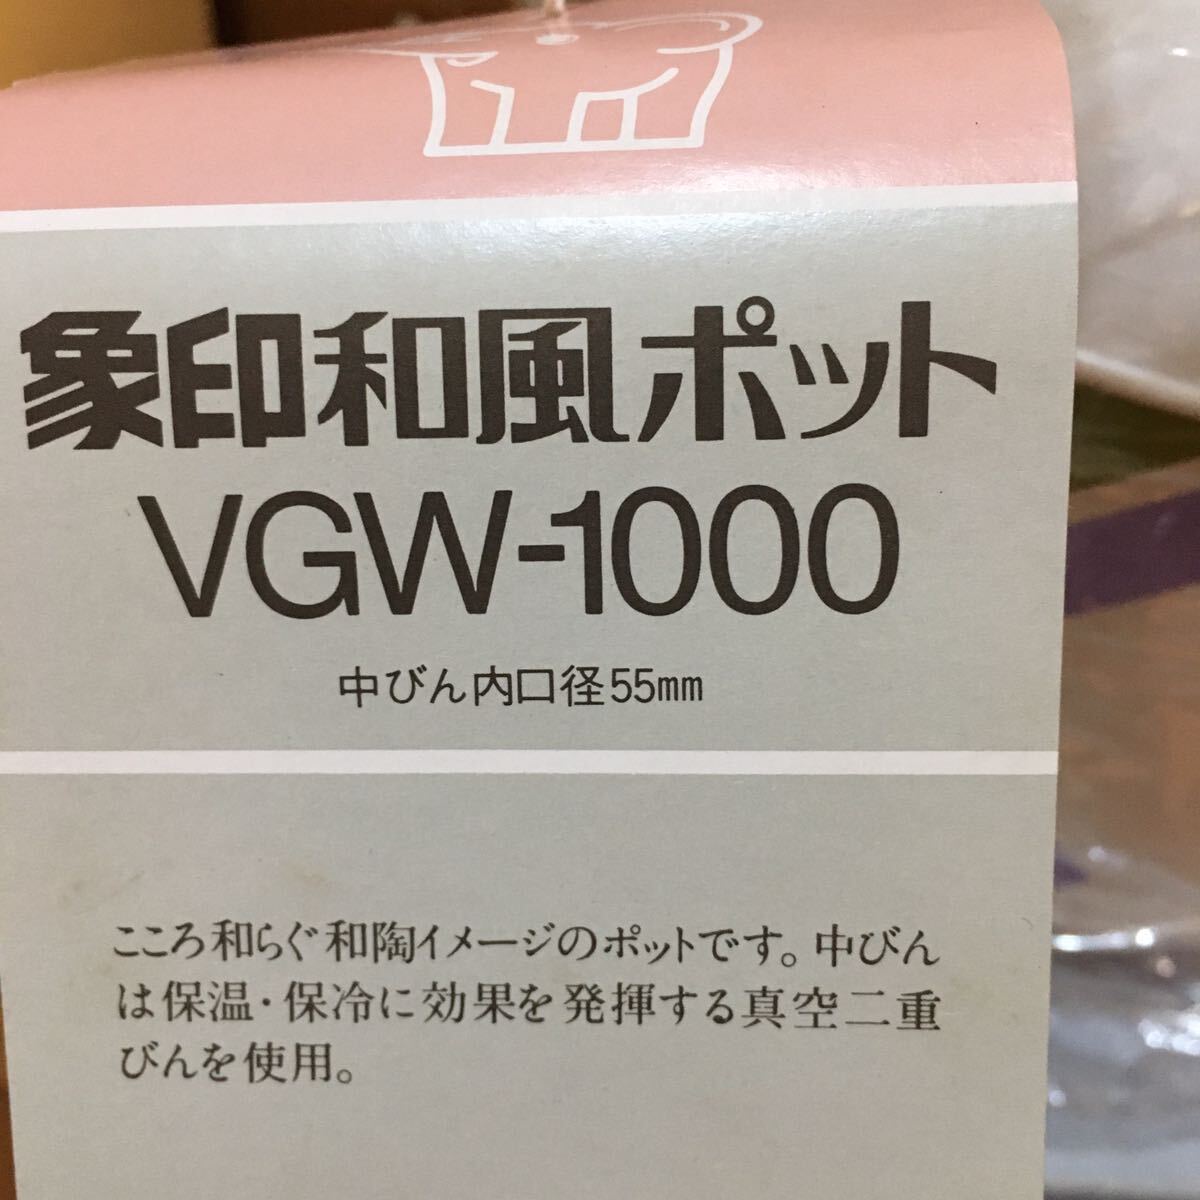 象印和風ポット
VGW-1000
中びん内口径55mm
こころ和らぐ和陶イメージのポットです。中びん
は保温・保冷に効果を発揮する真空二重
びんを使用。